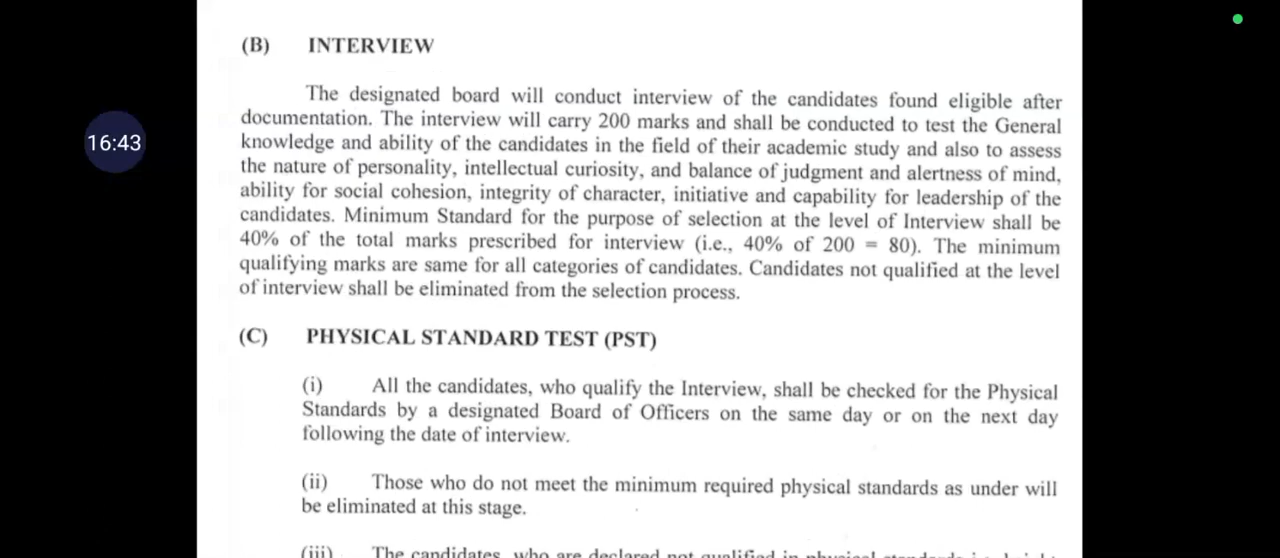 (B) INTERVIEW
The designated board will conduct interview of the candidates found eligible after
documentation. The interview will carry 200 marks and shall be conducted to test the General
knowledge and ability of the candidates in the field of their academic study and also to assess
the nature of personality, intellectual curiosity, and balance of judgment and alertness of mind,
ability for social cohesion, integrity of character, initiative and capability for leadership of the
candidates. Minimum Standard for the purpose of selection at the level of Interview shall be
40% of the total marks prescribed for interview (i.e., 40% of 200 = 80). The minimum
qualifying marks are same for all categories of candidates. Candidates not qualified at the level
of interview shall be eliminated from the selection process.
16:43
(C) PHYSICAL STANDARD TEST (PST)
(i) All the candidates, who qualify the Interview, shall be checked for the Physical
Standards by a designated Board of Officers on the same day or on the next day
following the date of interview.
(ii) Those who do not meet the minimum required physical standards as under will
be eliminated at this stage.
(iii) The candidates, who are declared not qualified in physical standards